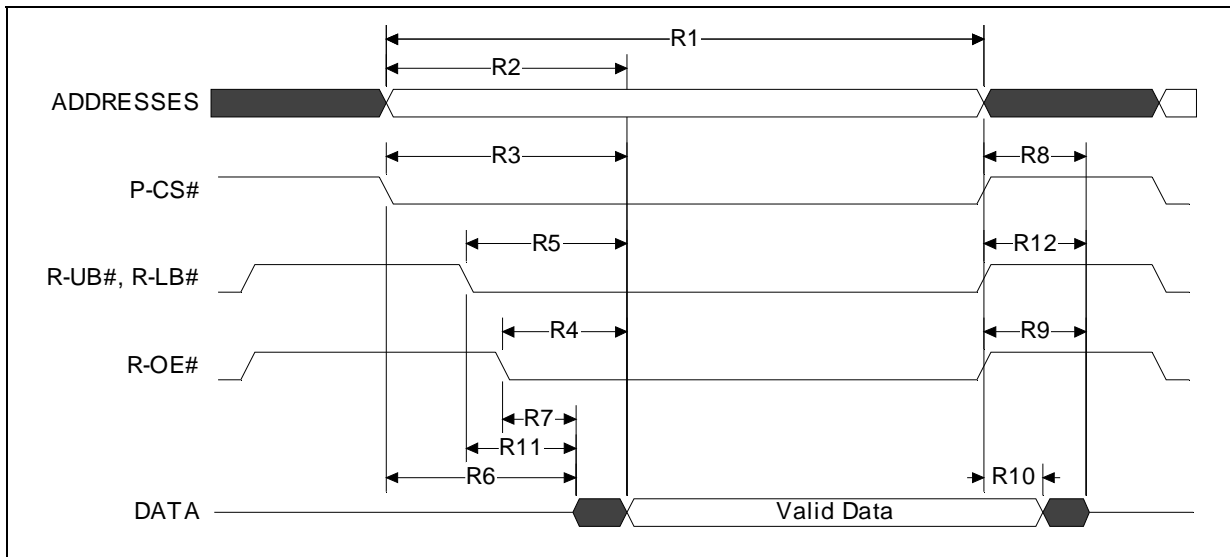 R1
R2
ADDRESSES
R3
R8
P-CS#
R5
R12
R-UB#, R-LB#
R4
R9
R-OE#
R7
R11
R6
R10
DATA
Valid Data